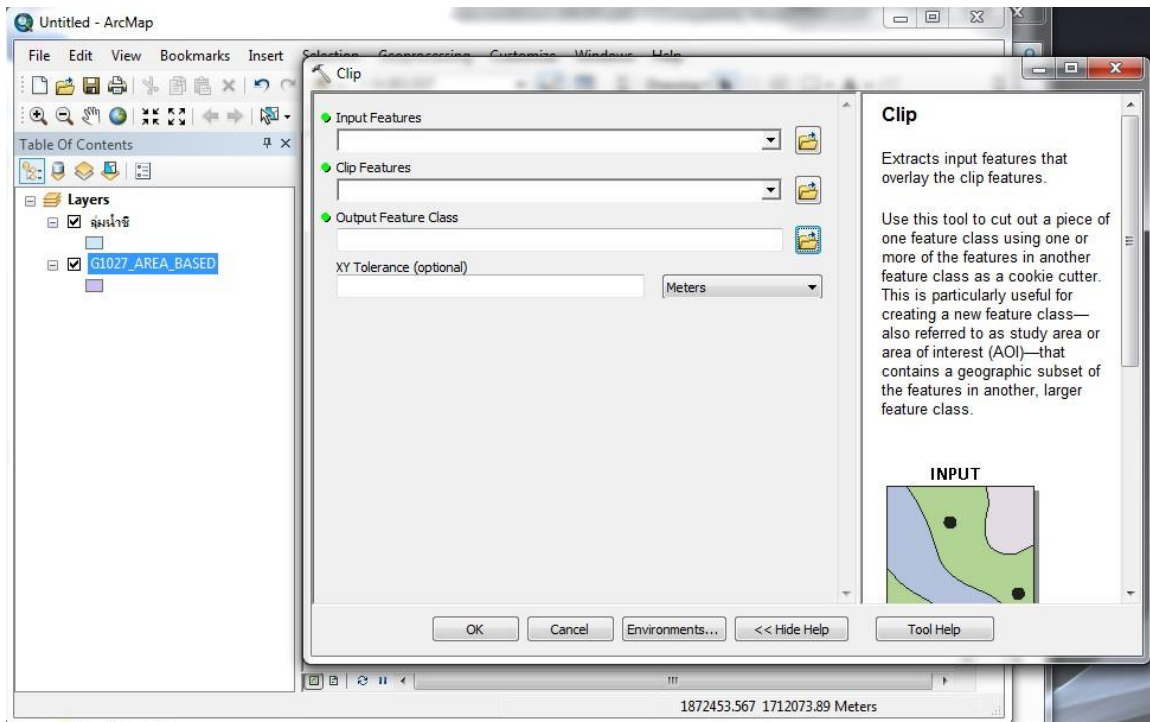 Untitled - ArcMap
File Edit View Bookmarks Insert Selection Geoprocessing Customize Windows Help
Table Of Contents
Layers
ลุ่มน้ำชี
G1027_AREA_BASED
Clip
Input Features
Clip Features
Output Feature Class
XY Tolerance (optional)
Meters
OK Cancel Environments... << Hide Help Tool Help
Clip
Extracts input features that
overlay the clip features.
Use this tool to cut out a piece of
one feature class using one or
more of the features in another
feature class as a cookie cutter.
This is particularly useful for
creating a new feature class—
also referred to as study area or
area of interest (AOI)—that
contains a geographic subset of
the features in another, larger
feature class.
INPUT
1872453.567 1712073.89 Meters